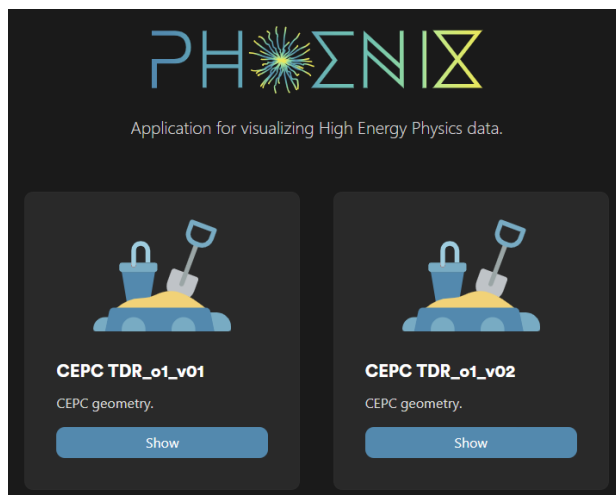 PHOENIX
Application for visualizing High Energy Physics data.
CEPC TDR_o1_v01
CEPC geometry.
Show
CEPC TDR_o1_v02
CEPC geometry.
Show